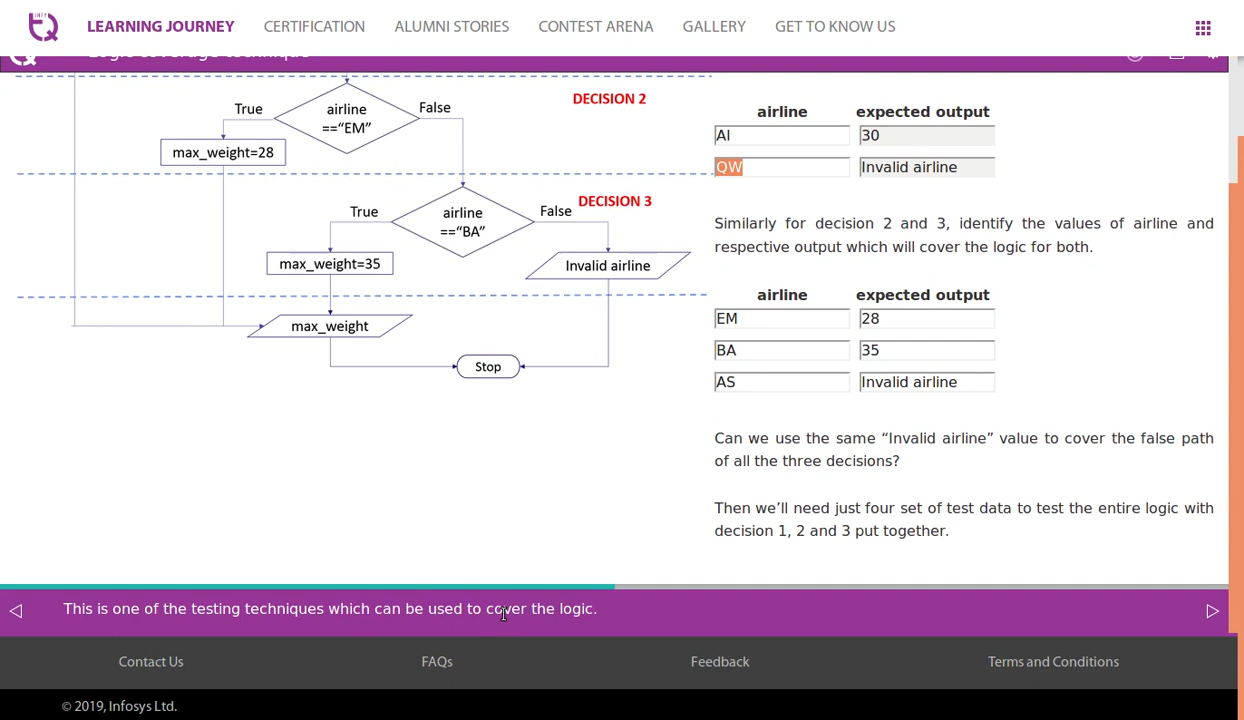 LEARNING JOURNEY CERTIFICATION ALUMNI STORIES CONTEST ARENA GALLERY GET TO KNOW US
Logic coverage technique
DECISION 2
True
airline
=="EM"
False
max_weight=28
DECISION 3
True
airline
=="BA"
False
max_weight=35
Invalid airline
max_weight
Stop
airline expected output
AI 30
QW Invalid airline
Similarly for decision 2 and 3, identify the values of airline and
respective output which will cover the logic for both.
airline expected output
EM 28
BA 35
AS Invalid airline
Can we use the same “Invalid airline” value to cover the false path
of all the three decisions?
Then we’ll need just four set of test data to test the entire logic with
decision 1, 2 and 3 put together.
This is one of the testing techniques which can be used to cover the logic.
Contact Us FAQs Feedback Terms and Conditions
© 2019, Infosys Ltd.